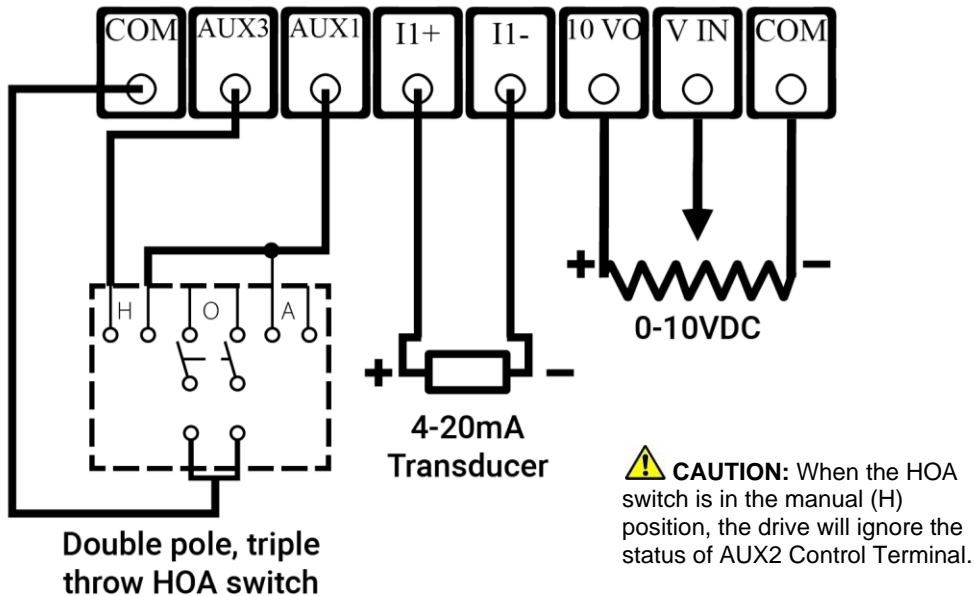 COM AUX3 AUX1 I1+ I1- 10 VO V IN COM
H O A
+ −
0-10VDC
+ −
4-20mA
Transducer
CAUTION: When the HOA
switch is in the manual (H)
position, the drive will ignore the
status of AUX2 Control Terminal.
Double pole, triple
throw HOA switch